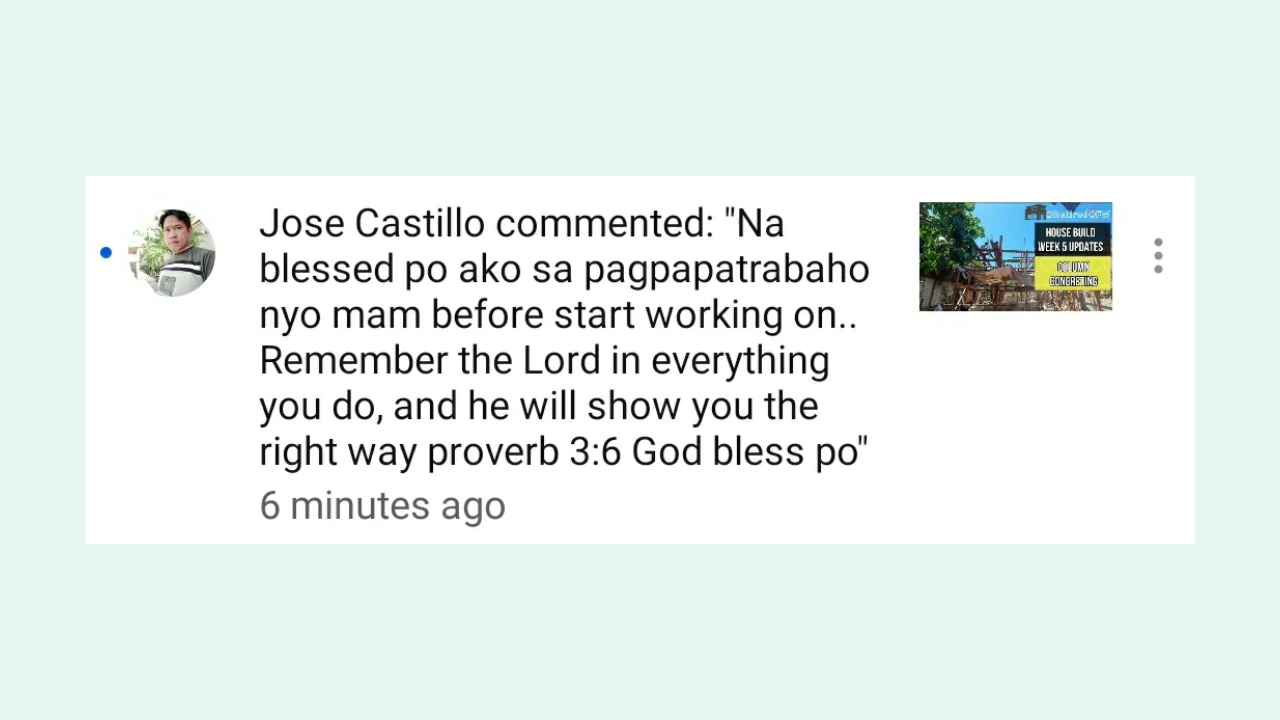 Jose Castillo commented: "Na
blessed po ako sa pagpapatrabaho
nyo mam before start working on..
Remember the Lord in everything
you do, and he will show you the
right way proverb 3:6 God bless po"
6 minutes ago
HOUSE BUILD
WEEK 5 UPDATES
COLUMN
CONCRETING